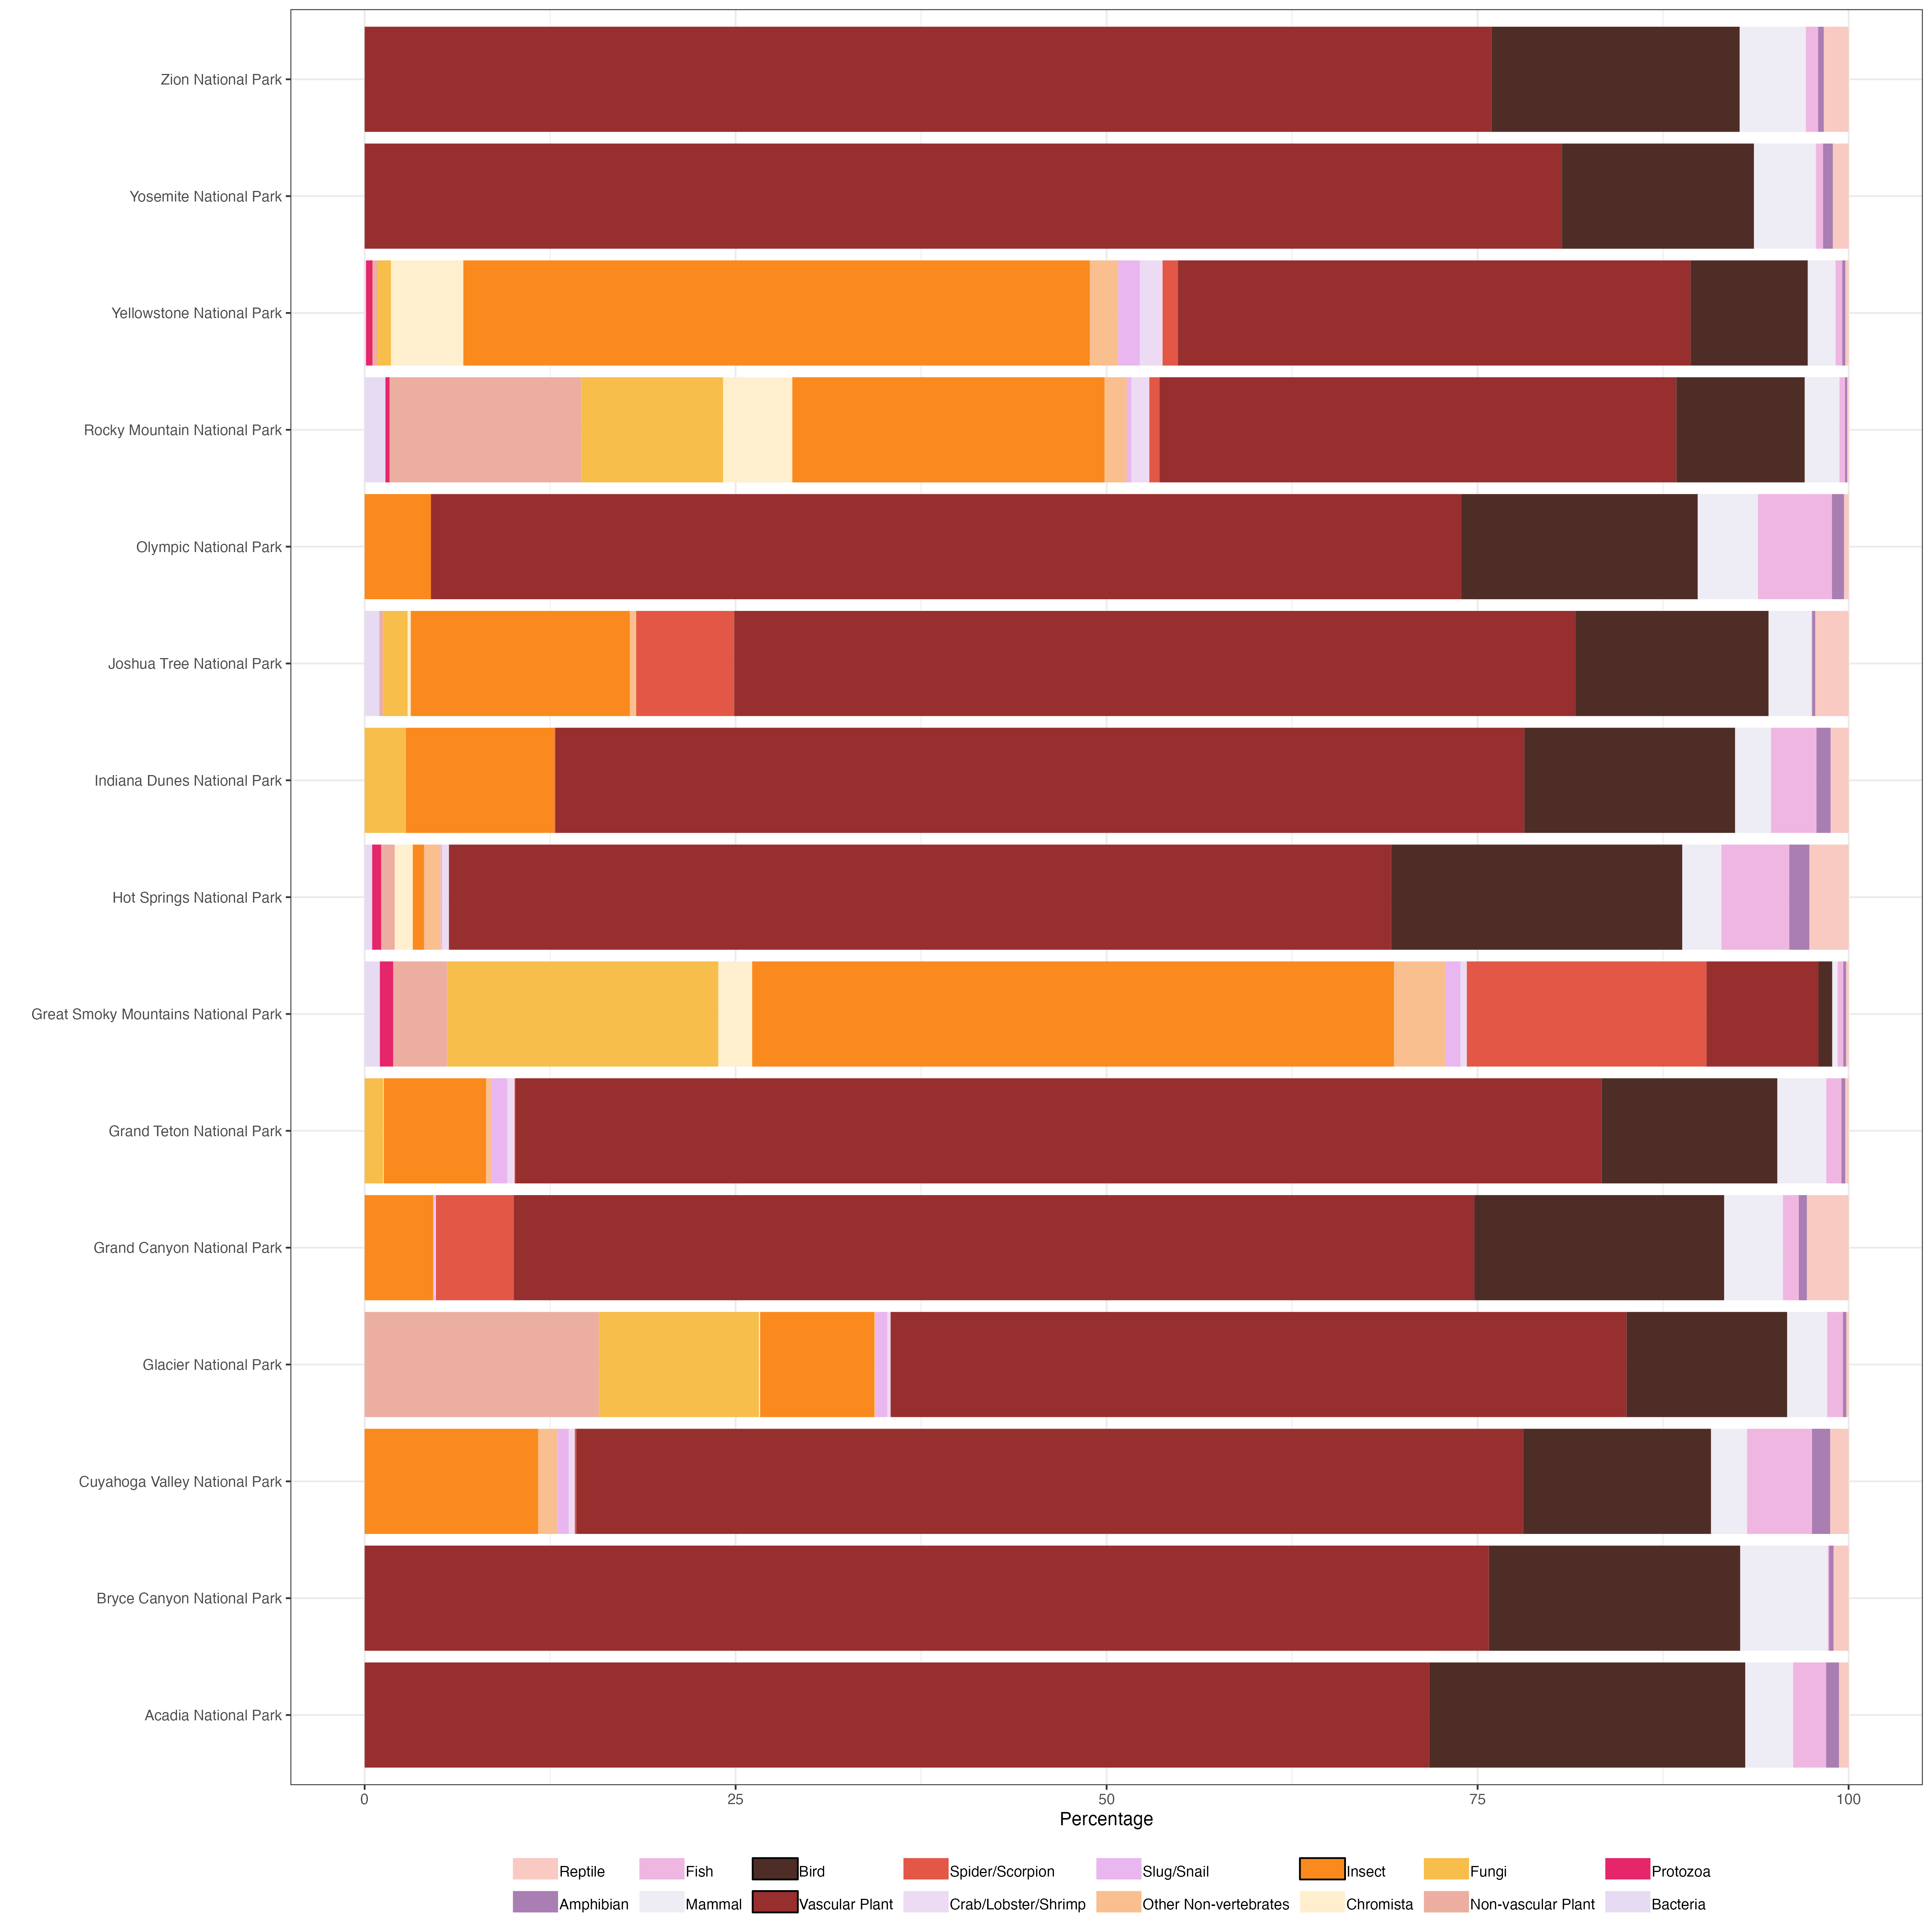 Zion National Park
Yosemite National Park
Yellowstone National Park
Rocky Mountain National Park
Olympic National Park
Joshua Tree National Park
Indiana Dunes National Park
Hot Springs National Park
Great Smoky Mountains National Park
Grand Teton National Park
Grand Canyon National Park
Glacier National Park
Cuyahoga Valley National Park
Bryce Canyon National Park
Acadia National Park
0 25 50 75 100
Percentage
Reptile Fish Bird Spider/Scorpion Slug/Snail Insect Fungi Protozoa
Amphibian Mammal Vascular Plant Crab/Lobster/Shrimp Other Non-vertebrates Chromista Non-vascular Plant Bacteria